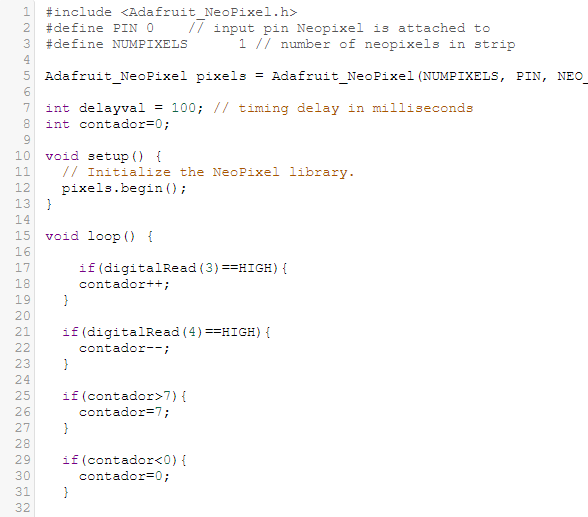 1 #include <Adafruit_NeoPixel.h>
2 #define PIN 0    // input pin Neopixel is attached to
3 #define NUMPIXELS      1 // number of neopixels in strip
4
5 Adafruit_NeoPixel pixels = Adafruit_NeoPixel(NUMPIXELS, PIN, NEO_
6
7 int delayval = 100; // timing delay in milliseconds
8 int contador=0;
9
10 void setup() {
11   // Initialize the NeoPixel library.
12   pixels.begin();
13 }
14
15 void loop() {
16
17     if(digitalRead(3)==HIGH){
18     contador++;
19   }
20
21   if(digitalRead(4)==HIGH){
22     contador--;
23   }
24
25   if(contador>7){
26     contador=7;
27   }
28
29   if(contador<0){
30     contador=0;
31   }
32